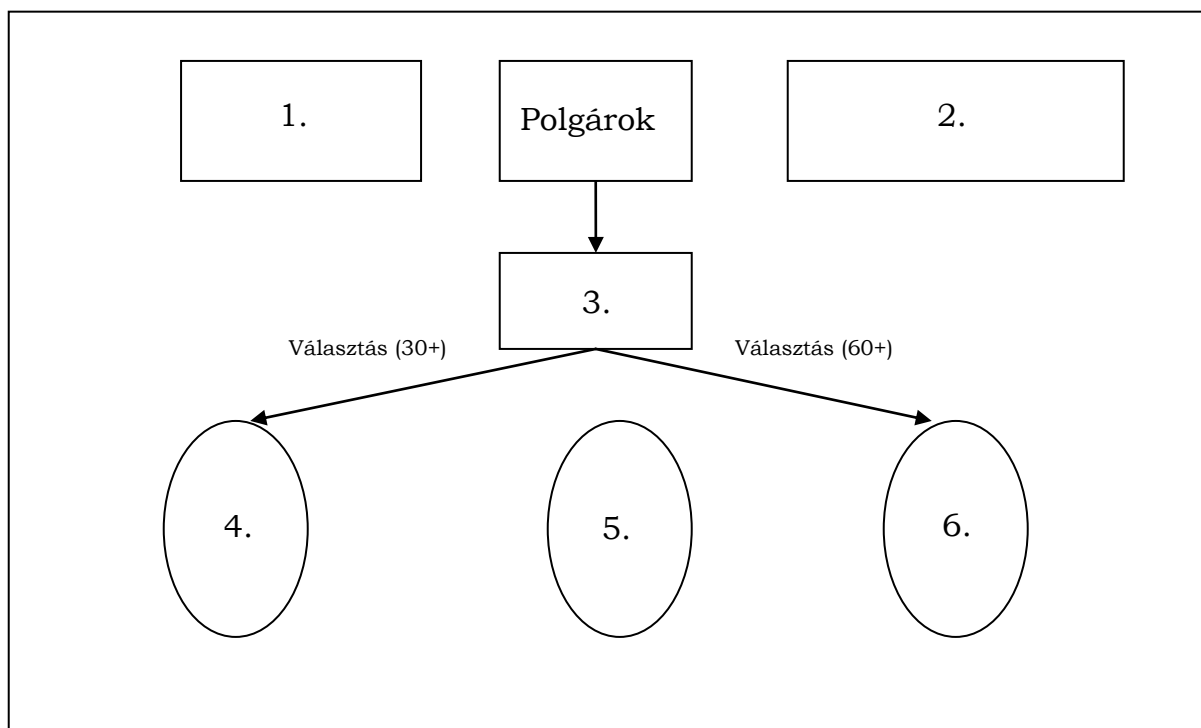 1.
Polgárok
2.
3.
Választás (30+)
Választás (60+)
4.
5.
6.